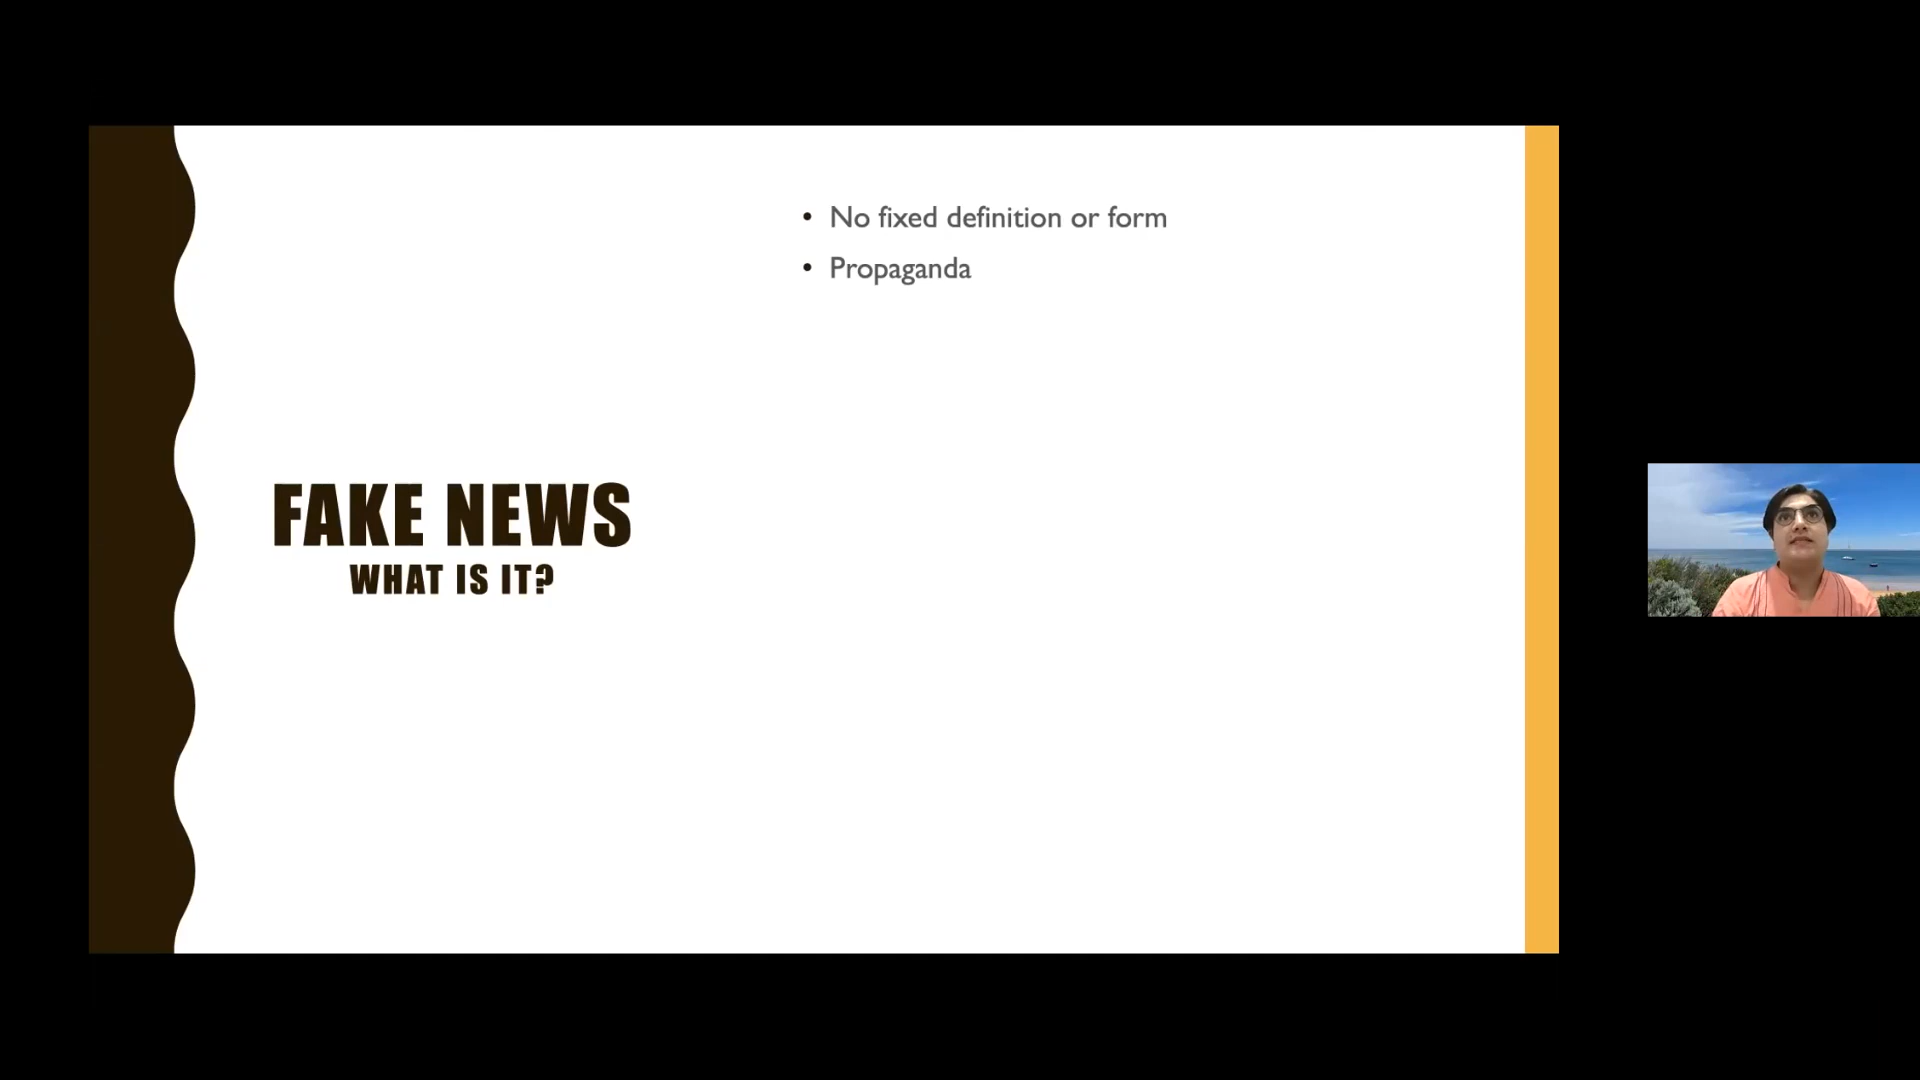 FAKE NEWS
WHAT IS IT?
• No fixed definition or form
• Propaganda